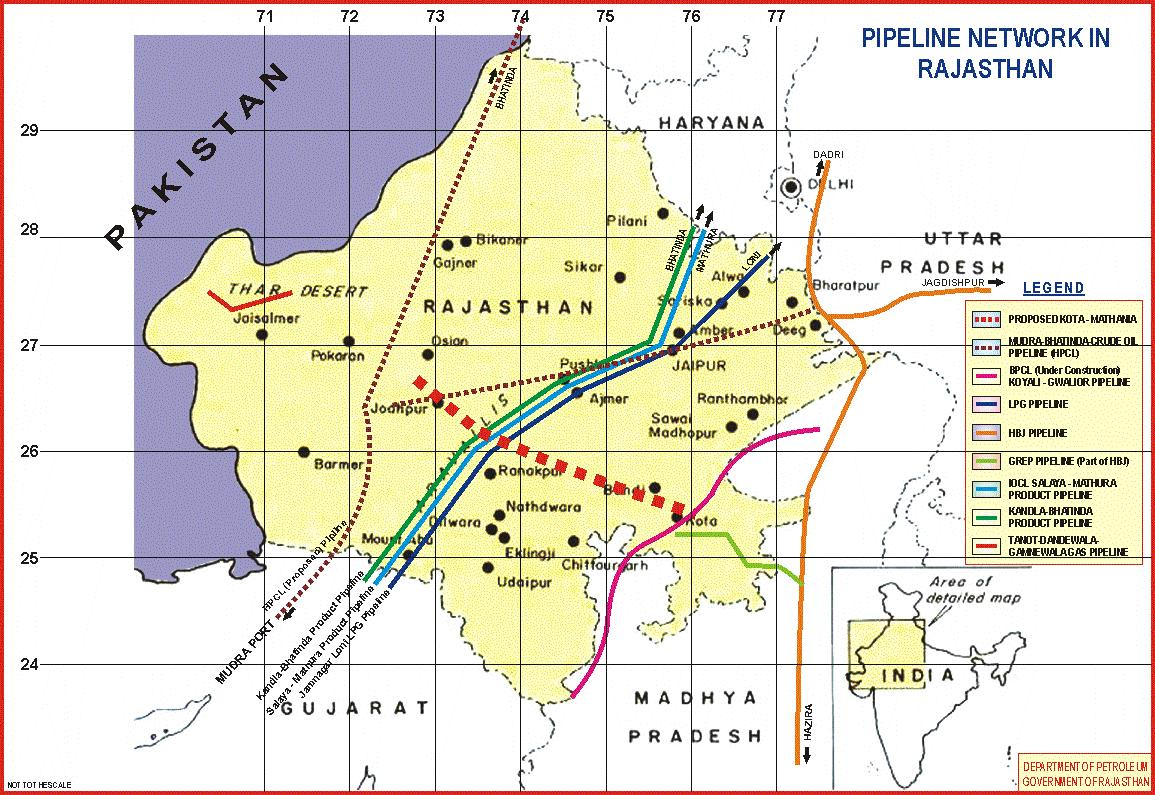 71 72 73 74 75 76 77
PIPELINE NETWORK IN
RAJASTHAN
PAKISTAN
BHATINDA
29
HARYANA
DADRI
DELHI
28
Pilani
BHATINDA
MATHURA
LONI
Bikaner
Gajner
UTTAR
PRADESH
Sikar
Alwa
JAGDISHPUR
Bharatpur
THAR DESERT
RAJASTHAN
Sariska
Jaisalmer
Amber
Deeg
27
Osian
Pokaran
Pushk
JAIPUR
Jodhpur
Ajmer
Ranthambhor
LIS
Sawai
Madhopur
26
Barmer
Ranakpur
Bundi
Nathdwara
Kota
Dilwara
Mount Abu
Eklingji
Chittourgarh
25
Udaipur
HPCL (Proposed) Pipeline
MUDRA PORT
Kandla-Bhatinda Product Pipeline
Salaya - Mathura Product Pipeline
Jamnagar Loni LPG Pipeline
24
GUJARAT
MADHYA
PRADESH
HAZIRA
LEGEND
PROPOSED KOTA - MATHANIA
MUDRA-BHATINDA-CRUDE OIL
PIPELINE (HPCL)
BPCL (Under Construction)
KOYALI - GWALIOR PIPELINE
LPG PIPELINE
HBJ PIPELINE
GREP PIPELINE (Part of HBJ)
IOCL SALAYA - MATHURA
PRODUCT PIPELINE
KANDLA-BHATINDA
PRODUCT PIPELINE
TANOT-DANDEWALA-
GAMNEWALA GAS PIPELINE
Area of
detailed map
INDIA
NOT TOT HESCALE
DEPARTMENT OF PETROLEUM
GOVERNMENT OF RAJASTHAN